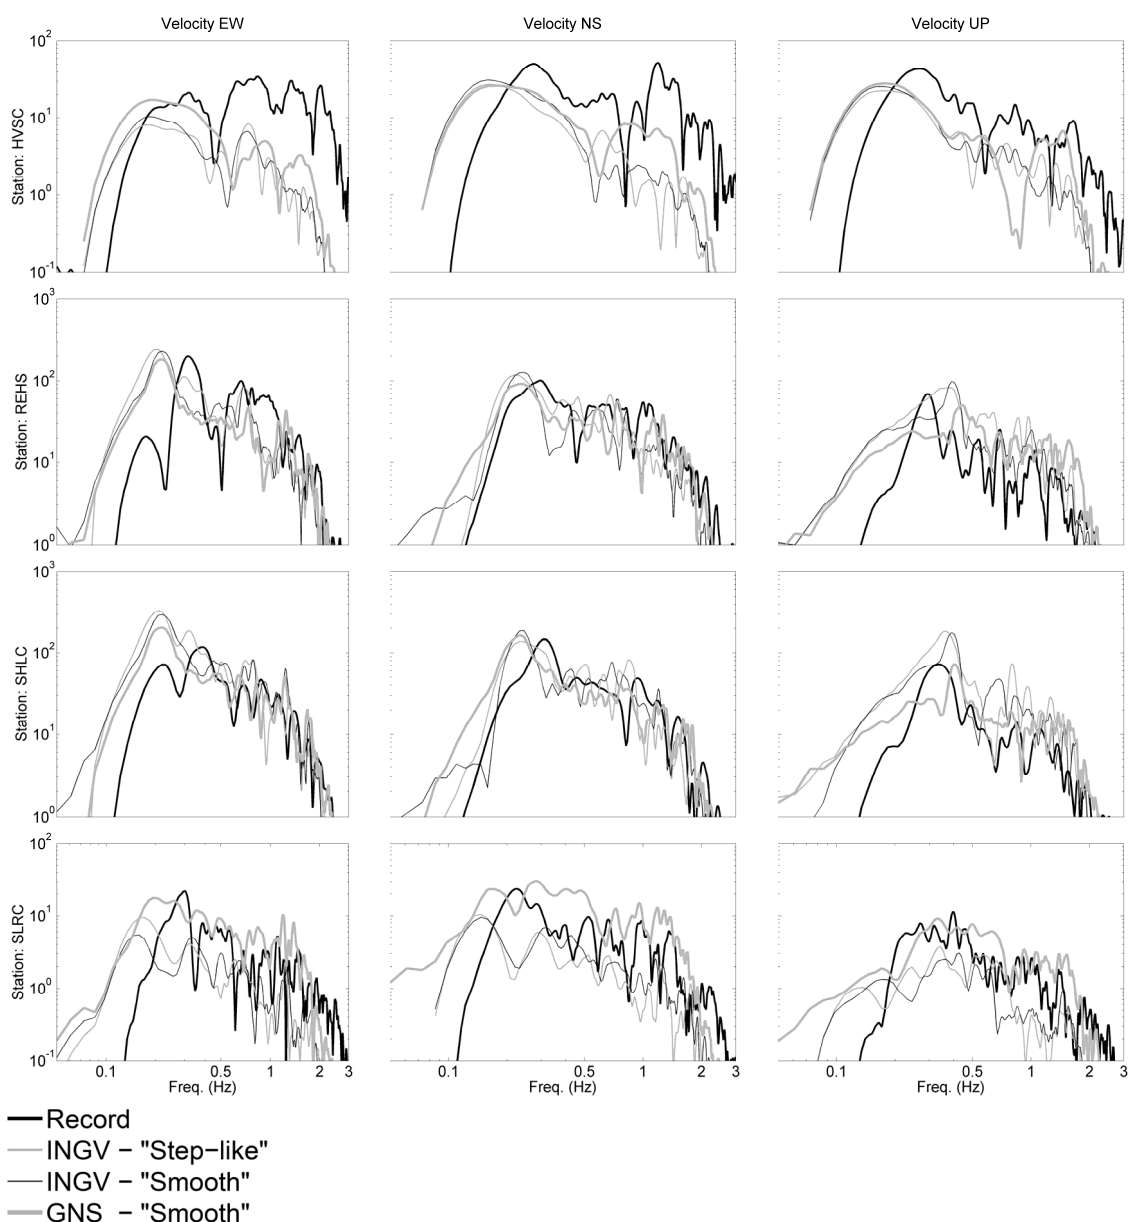 Velocity EW Velocity NS Velocity UP
10^2
10^1
10^0
10^-1
Station: HVSC
10^3
10^2
10^1
10^0
Station: REHS
10^3
10^2
10^1
10^0
Station: SHLC
10^2
10^1
10^0
10^-1
Station: SLRC
0.1 0.5 1 2 3 0.1 0.5 1 2 3 0.1 0.5 1 2 3
Freq. (Hz) Freq. (Hz) Freq. (Hz)
Record
INGV − "Step−like"
INGV − "Smooth"
GNS − "Smooth"